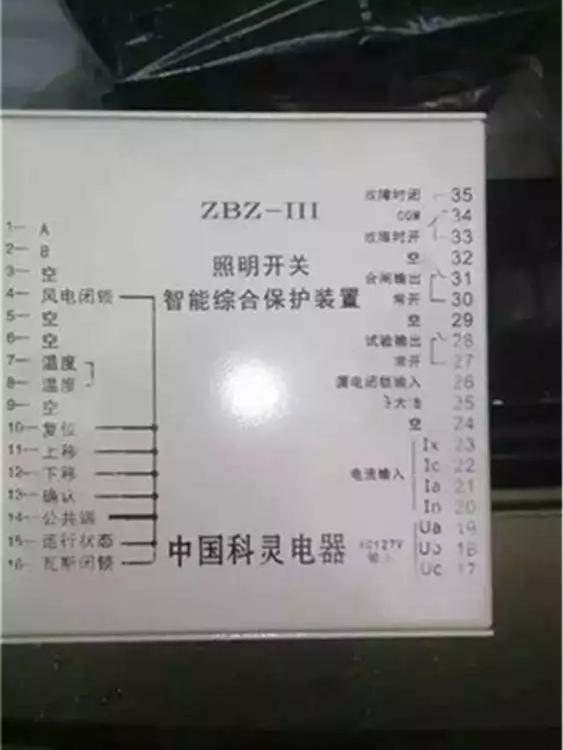 ZBZ-III
照明开关
智能综合保护装置
1 A
2 B
3 空
4 风电闭锁
5 空
6 空
7 温度
8 温度
9 空
10 复位
11 上移
12 下移
13 确认
14 公共端
15 运行状态
16 瓦斯闭锁
故障时闭 35
COM 34
故障时开 33
空 32
合闸输出 31
常开 30
空 29
试验输出 28
常开 27
漏电闭锁输入 26
大地 25
空 24
电流输入
Ix 23
Ic 22
Ia 21
In 20
AC127V
输入
Ua 19
Ub 18
Uc 17
中国科灵电器